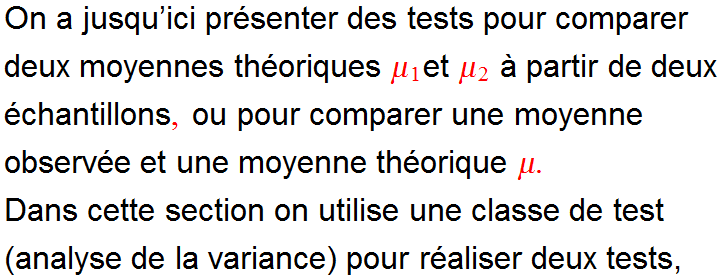 On a jusqu’ici présenter des tests pour comparer
deux moyennes théoriques μ₁et μ₂ à partir de deux
échantillons, ou pour comparer une moyenne
observée et une moyenne théorique μ.
Dans cette section on utilise une classe de test
(analyse de la variance) pour réaliser deux tests,